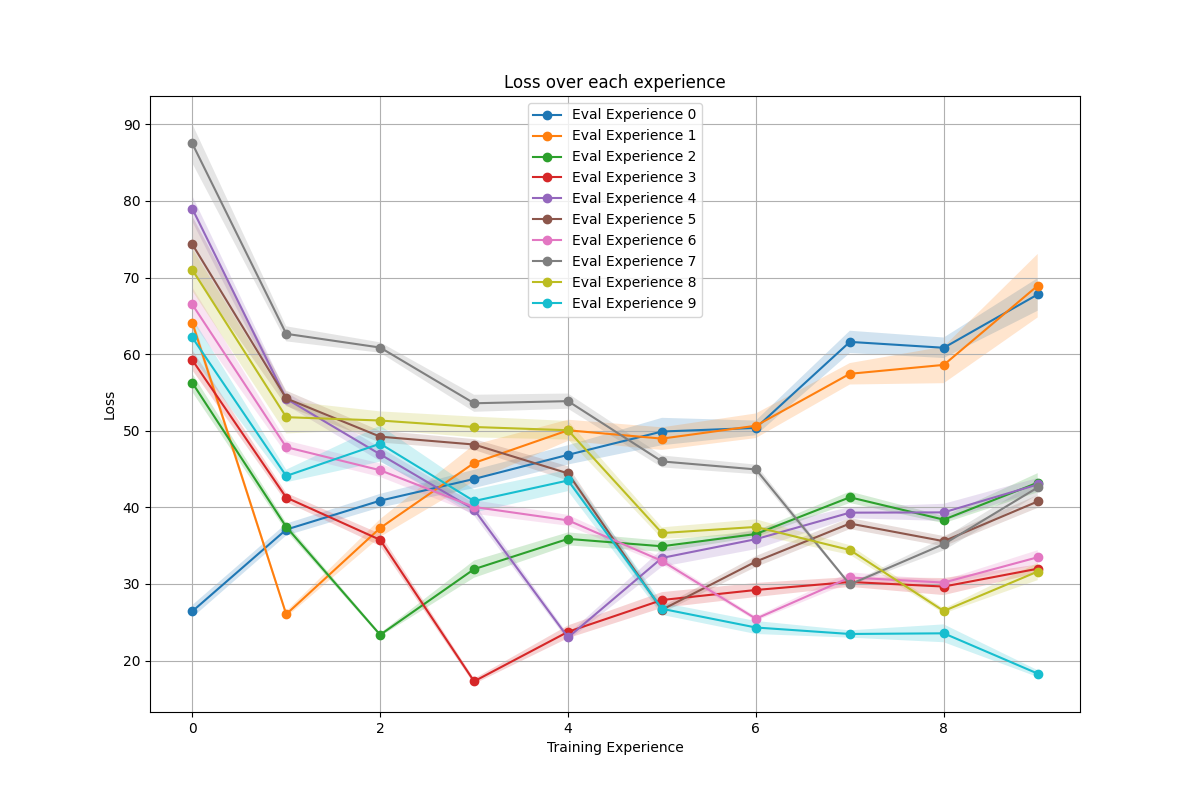 Loss over each experience
90
80
70
60
50
40
30
20
Loss
Eval Experience 0
Eval Experience 1
Eval Experience 2
Eval Experience 3
Eval Experience 4
Eval Experience 5
Eval Experience 6
Eval Experience 7
Eval Experience 8
Eval Experience 9
0 2 4 6 8
Training Experience